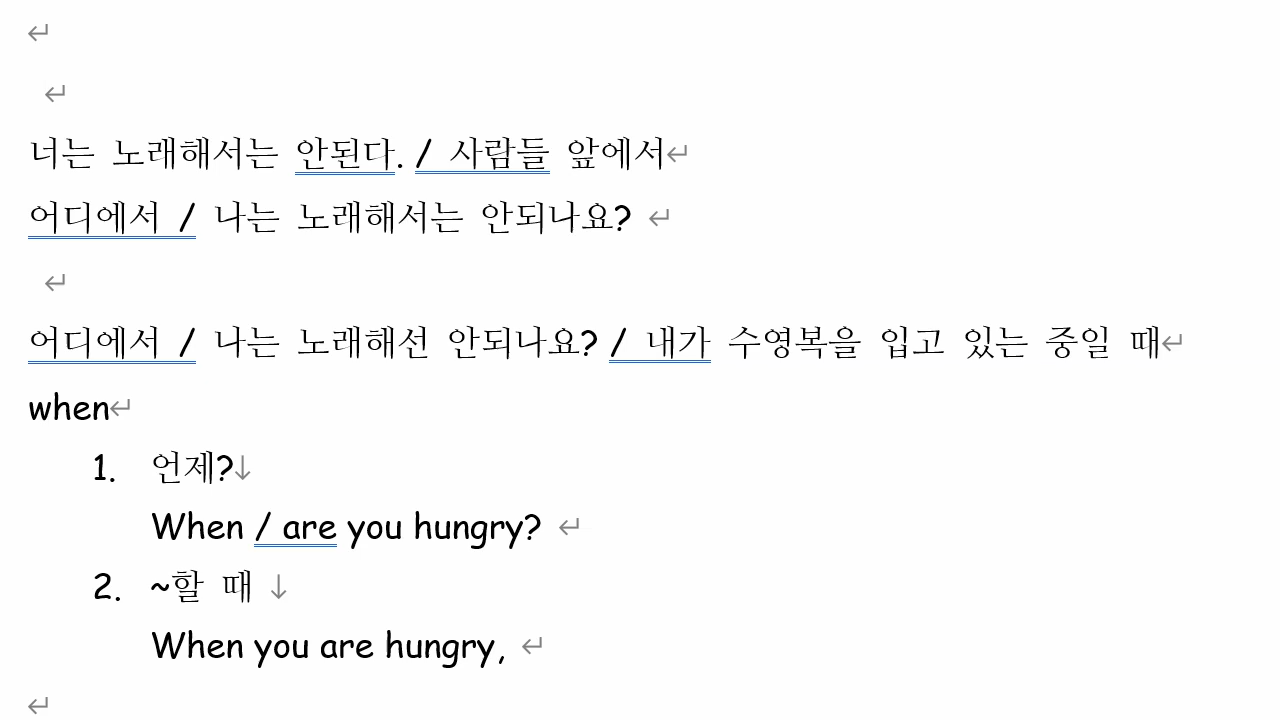 너는 노래해서는 안된다. / 사람들 앞에서
어디에서 / 나는 노래해서는 안되나요?
어디에서 / 나는 노래해선 안되나요? / 내가 수영복을 입고 있는 중일 때
when
1. 언제?
When / are you hungry?
2. ~할 때
When you are hungry,